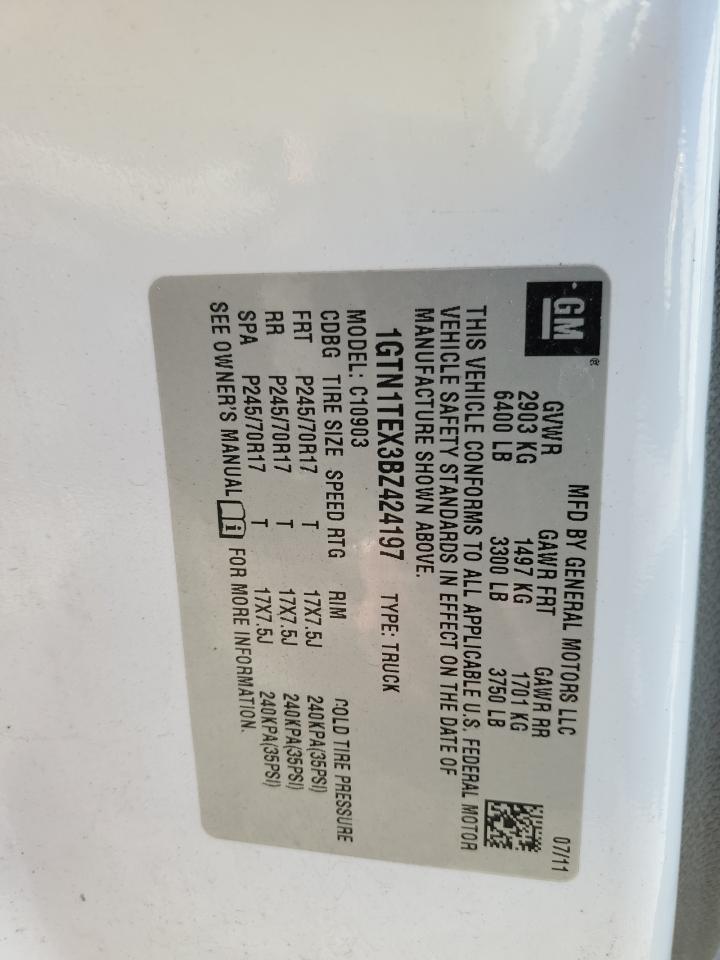 GM®
MFD BY GENERAL MOTORS LLC 07/11
GVWR GAWR FRT GAWR RR
2903 KG 1497 KG 1701 KG
6400 LB 3300 LB 3750 LB
THIS VEHICLE CONFORMS TO ALL APPLICABLE U.S. FEDERAL MOTOR
VEHICLE SAFETY STANDARDS IN EFFECT ON THE DATE OF
MANUFACTURE SHOWN ABOVE.
1GTN1TEX3BZ424197 TYPE: TRUCK
MODEL: C10903
CDBG TIRE SIZE SPEED RTG RIM COLD TIRE PRESSURE
FRT P245/70R17 T 17X7.5J 240KPA(35PSI)
RR P245/70R17 T 17X7.5J 240KPA(35PSI)
SPA P245/70R17 T 17X7.5J 240KPA(35PSI)
SEE OWNER'S MANUAL i FOR MORE INFORMATION.